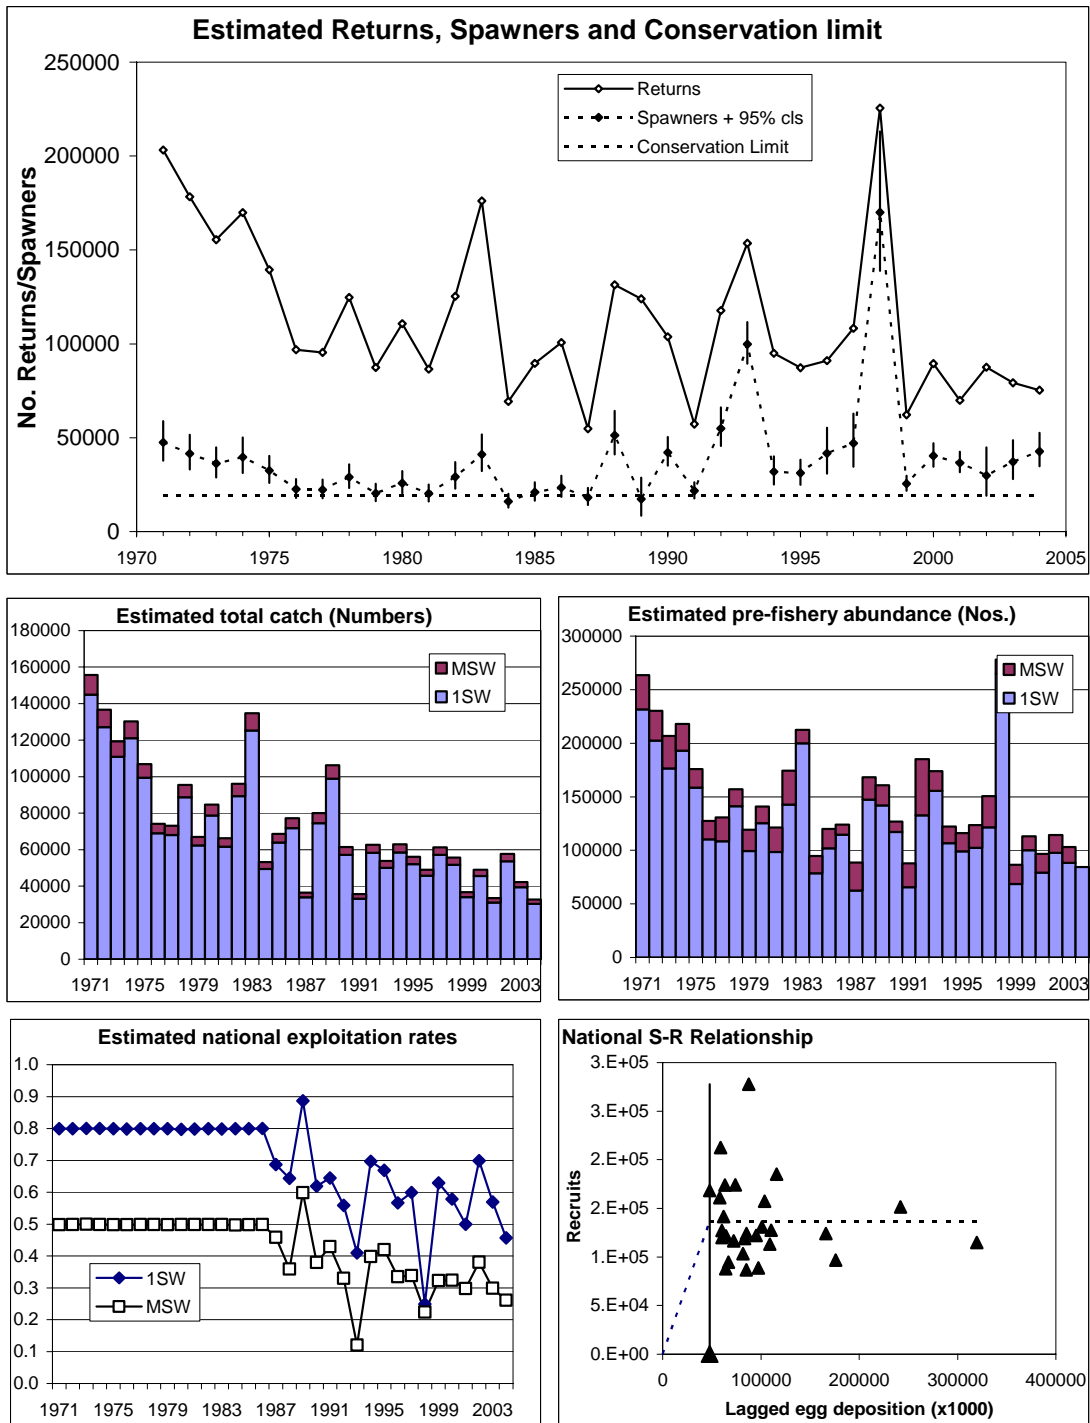 Estimated Returns, Spawners and Conservation limit
No. Returns/Spawners
250000
200000
150000
100000
50000
0
Returns
Spawners + 95% cls
Conservation Limit
1970 1975 1980 1985 1990 1995 2000 2005
Estimated total catch (Numbers)
180000
160000
140000
120000
100000
80000
60000
40000
20000
0
MSW
1SW
1971 1975 1979 1983 1987 1991 1995 1999 2003
Estimated pre-fishery abundance (Nos.)
300000
250000
200000
150000
100000
50000
0
MSW
1SW
1971 1975 1979 1983 1987 1991 1995 1999 2003
Estimated national exploitation rates
1.0
0.9
0.8
0.7
0.6
0.5
0.4
0.3
0.2
0.1
0.0
1SW
MSW
1971 1975 1979 1983 1987 1991 1995 1999 2003
National S-R Relationship
Recruits
3.E+05
3.E+05
2.E+05
2.E+05
1.E+05
5.E+04
0.E+00
0 100000 200000 300000 400000
Lagged egg deposition (x1000)